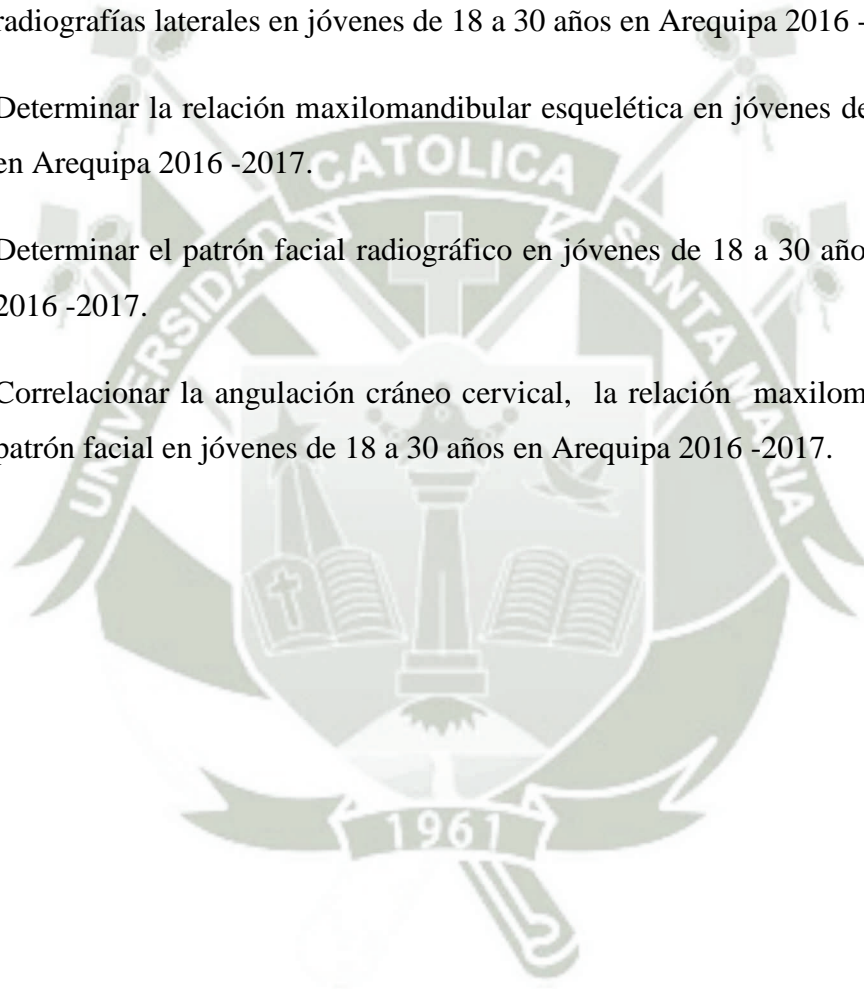 radiografías laterales en jóvenes de 18 a 30 años en Arequipa 2016 -
Determinar la relación maxilomandibular esquelética en jóvenes de
en Arequipa 2016 -2017.
Determinar el patrón facial radiográfico en jóvenes de 18 a 30 año
2016 -2017.
Correlacionar la angulación cráneo cervical, la relación maxilom
patrón facial en jóvenes de 18 a 30 años en Arequipa 2016 -2017.
UNIVERSIDAD CATOLICA SANTA MARIA
1961